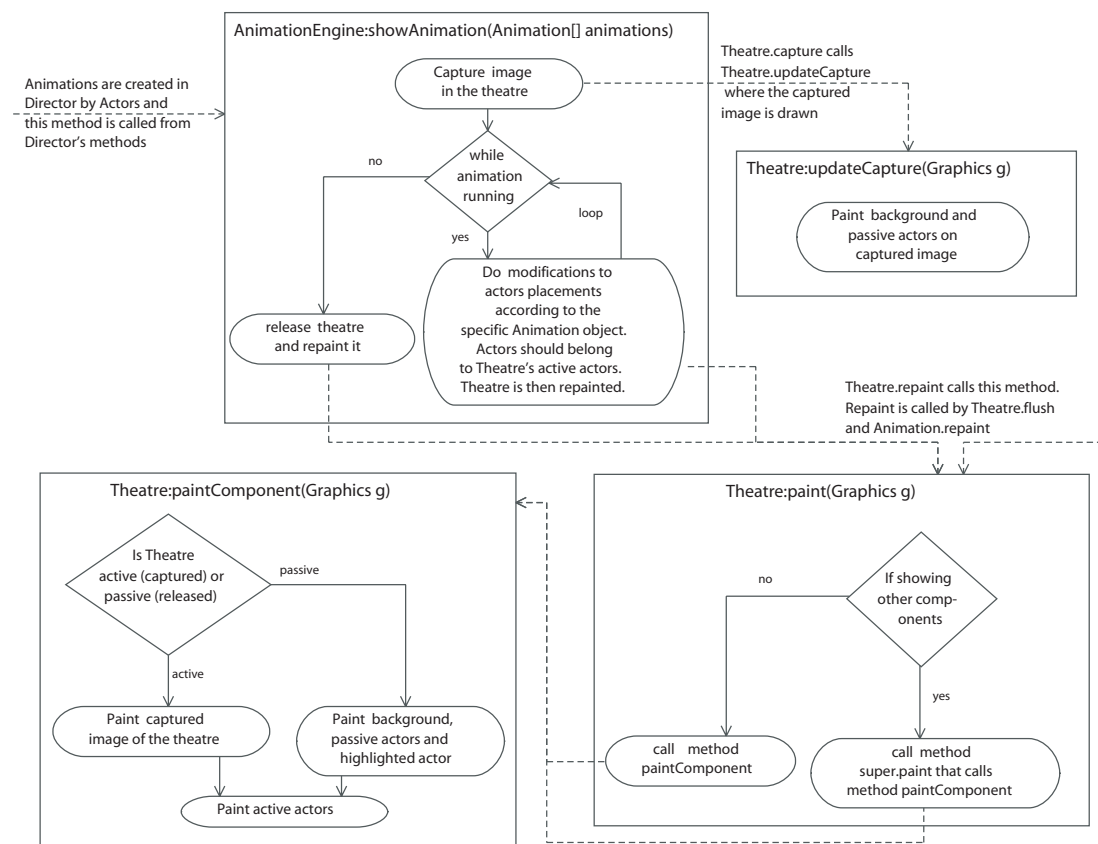 AnimationEngine:showAnimation(Animation[] animations)
Animations are created in
Director by Actors and
this method is called from
Director's methods
Capture image
in the theatre
Theatre.capture calls
Theatre.updateCapture
where the captured
image is drawn
no
while
animation
running
loop
yes
Theatre:updateCapture(Graphics g)
Paint background and
passive actors on
captured image
release theatre
and repaint it
Do modifications to
actors placements
according to the
specific Animation object.
Actors should belong
to Theatre's active actors.
Theatre is then repainted.
Theatre.repaint calls this method.
Repaint is called by Theatre.flush
and Animation.repaint
Theatre:paintComponent(Graphics g)
Is Theatre
active (captured) or
passive (released)
passive
active
Paint captured
image of the theatre
Paint background,
passive actors and
highlighted actor
Paint active actors
Theatre:paint(Graphics g)
no
If showing
other comp-
onents
yes
call method
paintComponent
call method
super.paint that calls
method paintComponent